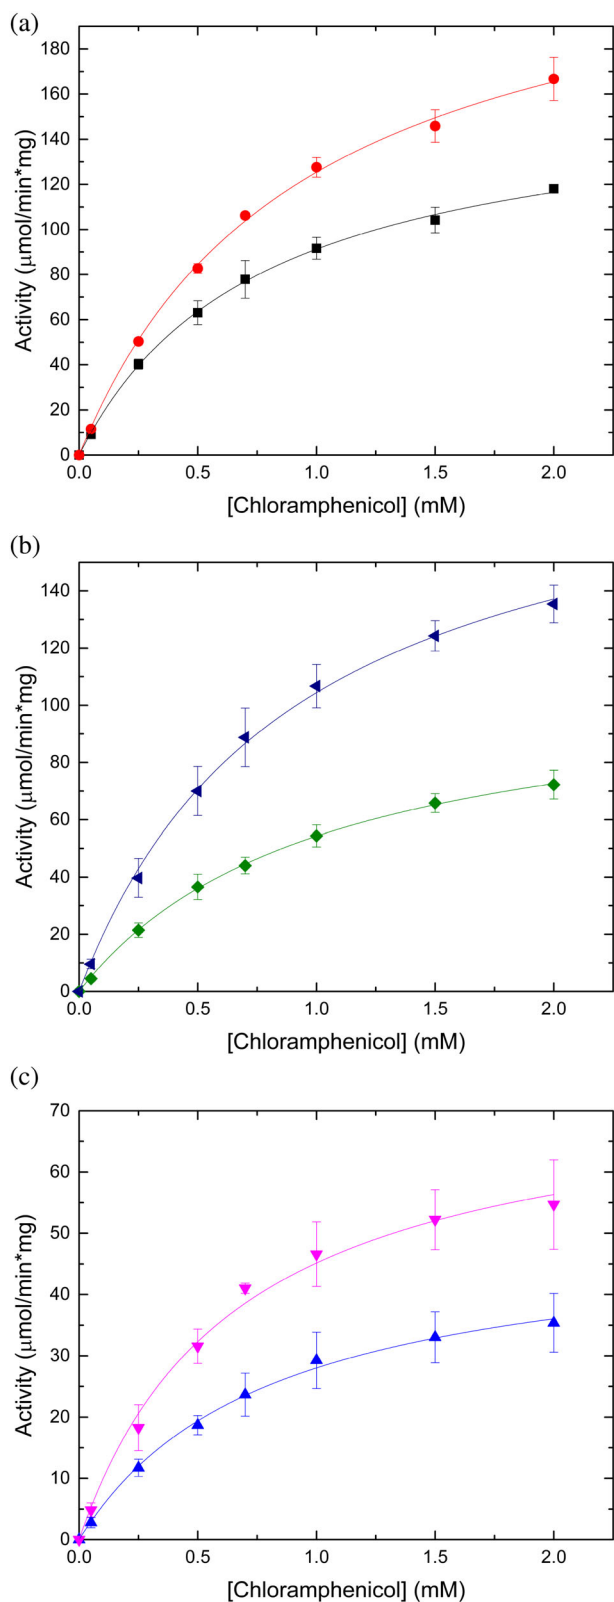 (a)
180
160
140
120
100
80
60
40
20
0
Activity (μmol/min*mg)
0.0 0.5 1.0 1.5 2.0
[Chloramphenicol] (mM)
(b)
140
120
100
80
60
40
20
0
Activity (μmol/min*mg)
0.0 0.5 1.0 1.5 2.0
[Chloramphenicol] (mM)
(c)
70
60
50
40
30
20
10
0
Activity (μmol/min*mg)
0.0 0.5 1.0 1.5 2.0
[Chloramphenicol] (mM)